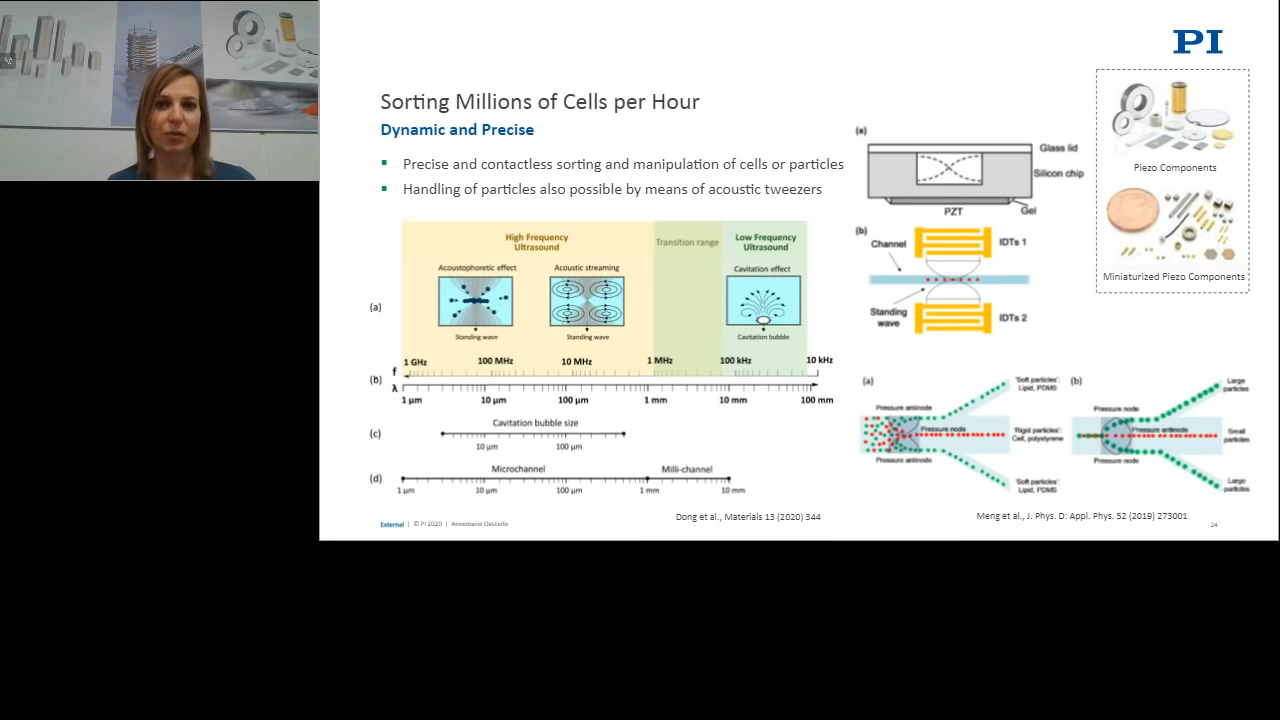 PI
Sorting Millions of Cells per Hour
Dynamic and Precise
Precise and contactless sorting and manipulation of cells or particles
Handling of particles also possible by means of acoustic tweezers
High Frequency
Ultrasound
Transition range
Low Frequency
Ultrasound
Acoustophoretic effect
Acoustic streaming
Cavitation effect
(a)
Standing wave
Standing wave
Cavitation bubble
1 GHz 100 MHz 10 MHz 1 MHz 100 kHz 10 kHz
f
(b)
λ
1 µm 10 µm 100 µm 1 mm 10 mm 100 mm
Cavitation bubble size
(c)
10 µm 100 µm
Microchannel Milli-channel
(d)
1 µm 10 µm 100 µm 1 mm 10 mm
Dong et al., Materials 13 (2020) 344
(a)
Glass lid
Silicon chip
PZT
Gel
(b)
Channel
IDTs 1
Standing
wave
IDTs 2
Piezo Components
Miniaturized Piezo Components
(a)
'Soft particles':
Lipid, PDMS
Pressure antinode
Pressure node
'Rigid particles':
Cell, polystyrene
Pressure antinode
'Soft particles':
Lipid, PDMS
(b)
Large
particles
Pressure node
Pressure antinode
Small
particles
Pressure node
Large
particles
Meng et al., J. Phys. D: Appl. Phys. 52 (2019) 273001
External | © PI 2020 | Annemarie Oesterle
24